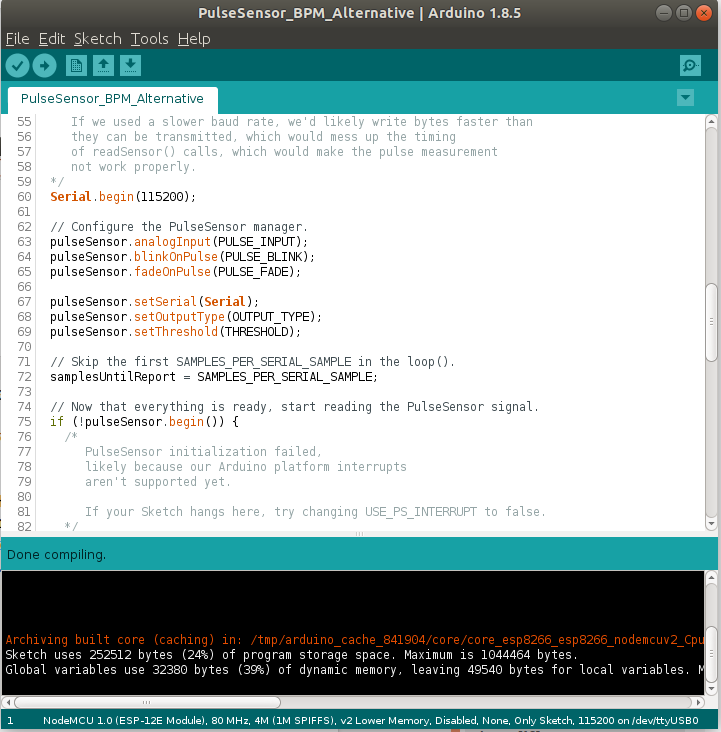 PulseSensor_BPM_Alternative | Arduino 1.8.5
File Edit Sketch Tools Help
PulseSensor_BPM_Alternative
55 If we used a slower baud rate, we'd likely write bytes faster than
56 they can be transmitted, which would mess up the timing
57 of readSensor() calls, which would make the pulse measurement
58 not work properly.
59 */
60 Serial.begin(115200);
61
62 // Configure the PulseSensor manager.
63 pulseSensor.analogInput(PULSE_INPUT);
64 pulseSensor.blinkOnPulse(PULSE_BLINK);
65 pulseSensor.fadeOnPulse(PULSE_FADE);
66
67 pulseSensor.setSerial(Serial);
68 pulseSensor.setOutputType(OUTPUT_TYPE);
69 pulseSensor.setThreshold(THRESHOLD);
70
71 // Skip the first SAMPLES_PER_SERIAL_SAMPLE in the loop().
72 samplesUntilReport = SAMPLES_PER_SERIAL_SAMPLE;
73
74 // Now that everything is ready, start reading the PulseSensor signal.
75 if (!pulseSensor.begin()) {
76 /*
77 PulseSensor initialization failed,
78 likely because our Arduino platform interrupts
79 aren't supported yet.
80
81 If your Sketch hangs here, try changing USE_PS_INTERRUPT to false.
82 */
Done compiling.
Archiving built core (caching) in: /tmp/arduino_cache_841904/core/core_esp8266_esp8266_nodemcuv2_Cpu
Sketch uses 252512 bytes (24%) of program storage space. Maximum is 1044464 bytes.
Global variables use 32380 bytes (39%) of dynamic memory, leaving 49540 bytes for local variables. M
1 NodeMCU 1.0 (ESP-12E Module), 80 MHz, 4M (1M SPIFFS), v2 Lower Memory, Disabled, None, Only Sketch, 115200 on /dev/ttyUSB0